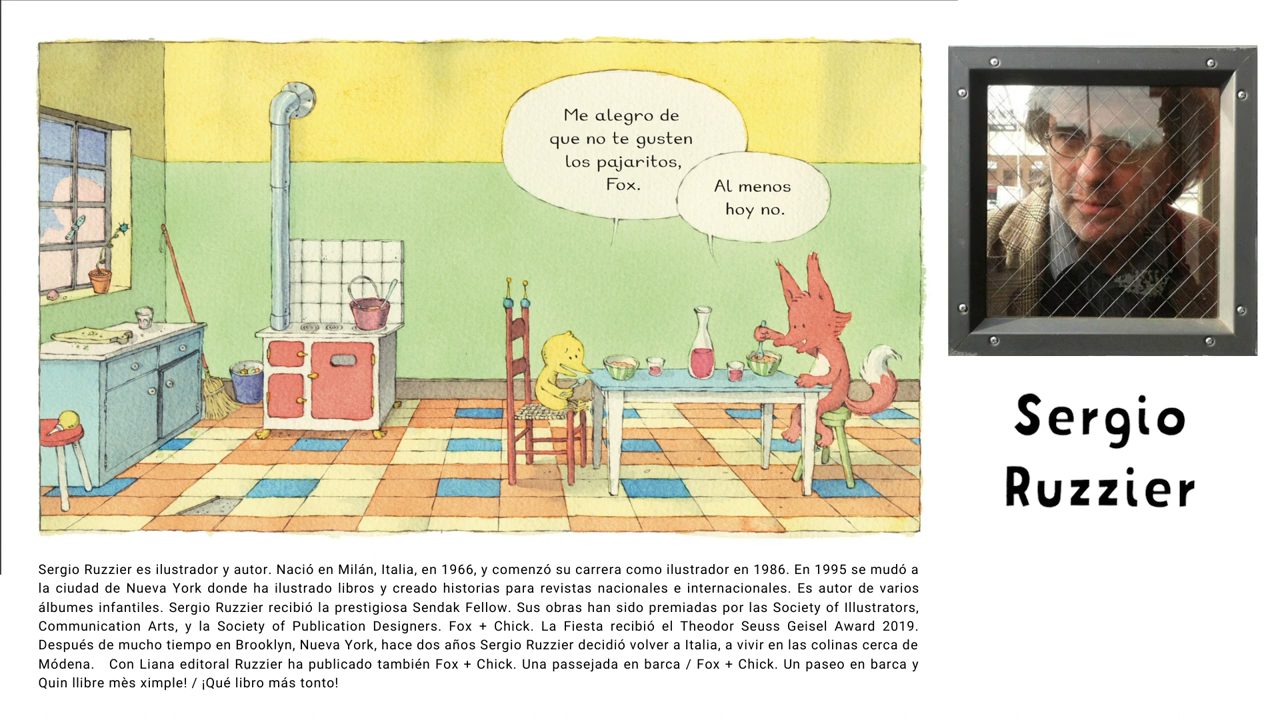 Me alegro de
que no te gusten
los pajaritos,
Fox.
Al menos
hoy no.
Sergio
Ruzzier
Sergio Ruzzier es ilustrador y autor. Nació en Milán, Italia, en 1966, y comenzó su carrera como ilustrador en 1986. En 1995 se mudó a
la ciudad de Nueva York donde ha ilustrado libros y creado historias para revistas nacionales e internacionales. Es autor de varios
álbumes infantiles. Sergio Ruzzier recibió la prestigiosa Sendak Fellow. Sus obras han sido premiadas por las Society of Illustrators,
Communication Arts, y la Society of Publication Designers. Fox + Chick. La Fiesta recibió el Theodor Seuss Geisel Award 2019.
Después de mucho tiempo en Brooklyn, Nueva York, hace dos años Sergio Ruzzier decidió volver a Italia, a vivir en las colinas cerca de
Módena. Con Liana editoral Ruzzier ha publicado también Fox + Chick. Una passejada en barca / Fox + Chick. Un paseo en barca y
Quin llibre mès ximple! / ¡Qué libro más tonto!